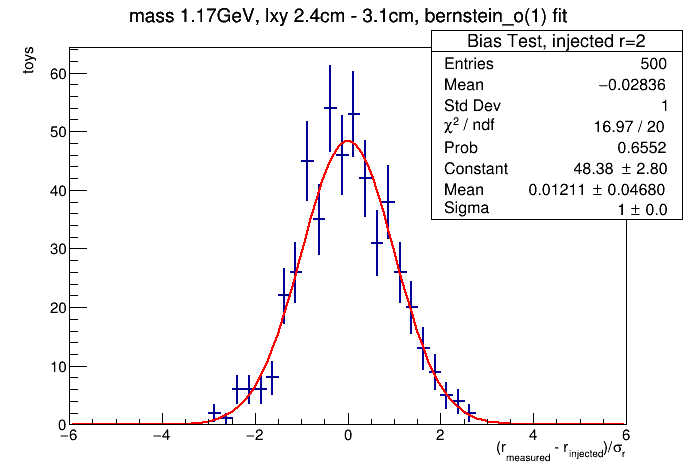 mass 1.17GeV, lxy 2.4cm - 3.1cm, bernstein_o(1) fit
toys
Bias Test, injected r=2
Entries 500
Mean −0.02836
Std Dev 1
χ² / ndf 16.97 / 20
Prob 0.6552
Constant 48.38 ± 2.80
Mean 0.01211 ± 0.04680
Sigma 1 ± 0.0
60
50
40
30
20
10
0
−6 −4 −2 0 2 4 6
(r_measured - r_injected)/σ_r